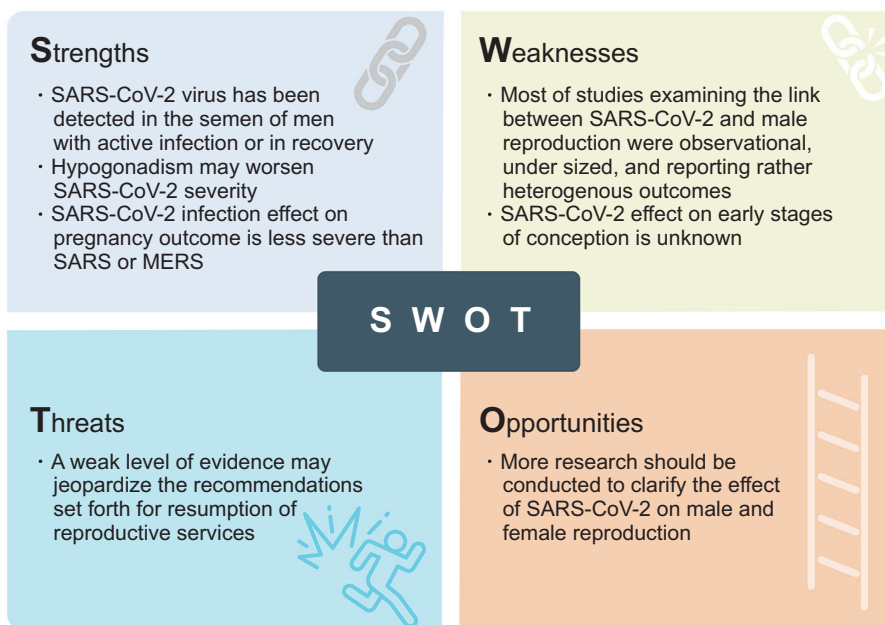 Strengths
· SARS-CoV-2 virus has been
detected in the semen of men
with active infection or in recovery
· Hypogonadism may worsen
SARS-CoV-2 severity
· SARS-CoV-2 infection effect on
pregnancy outcome is less severe than
SARS or MERS
Weaknesses
· Most of studies examining the link
between SARS-CoV-2 and male
reproduction were observational,
under sized, and reporting rather
heterogenous outcomes
· SARS-CoV-2 effect on early stages
of conception is unknown
S W O T
Threats
· A weak level of evidence may
jeopardize the recommendations
set forth for resumption of
reproductive services
Opportunities
· More research should be
conducted to clarify the effect
of SARS-CoV-2 on male and
female reproduction